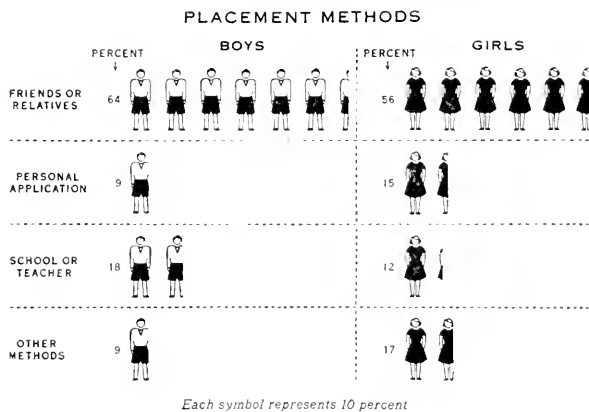 PLACEMENT METHODS
BOYS
GIRLS
PERCENT
PERCENT
FRIENDS OR
RELATIVES
64
56
PERSONAL
APPLICATION
9
15
SCHOOL OR
TEACHER
18
12
OTHER
METHODS
9
17
Each symbol represents 10 percent